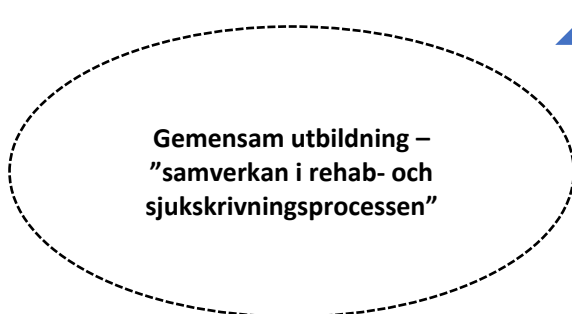 Gemensam utbildning –
”samverkan i rehab- och
sjukskrivningsprocessen”